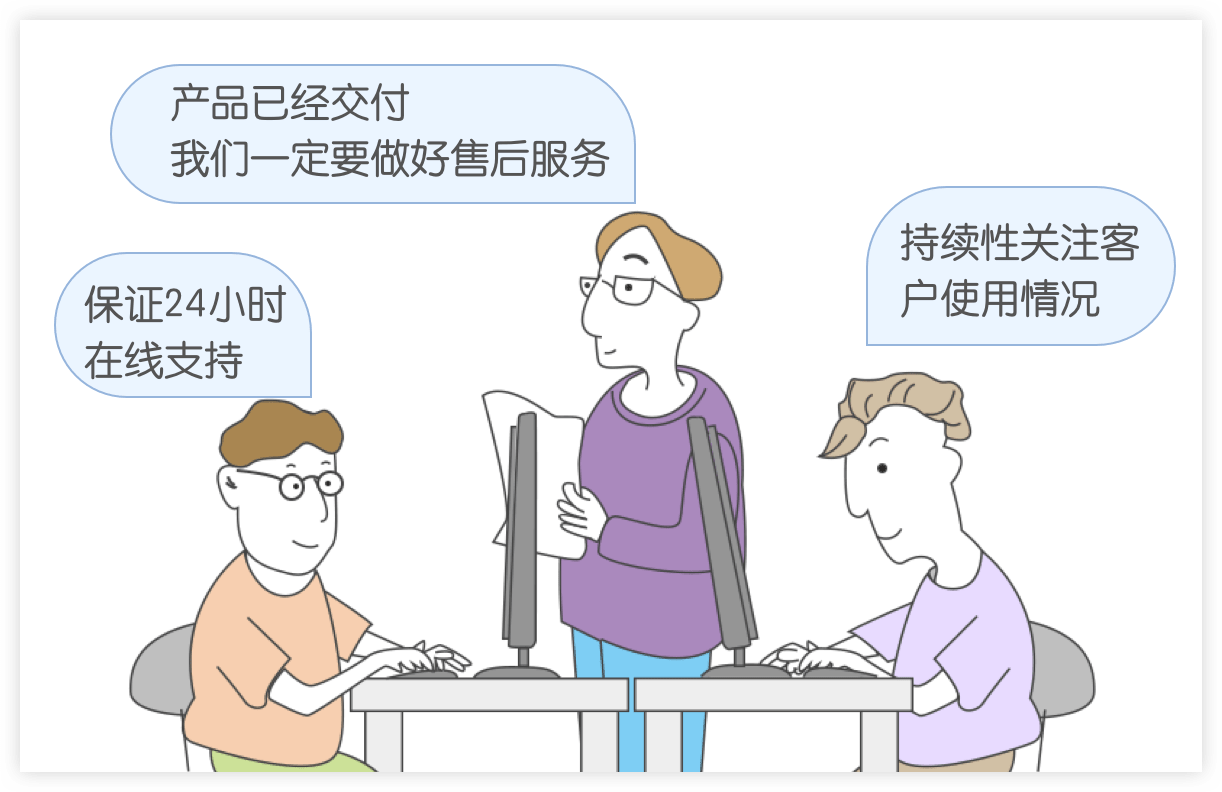 产品已经交付
我们一定要做好售后服务
持续性关注客
户使用情况
保证24小时
在线支持